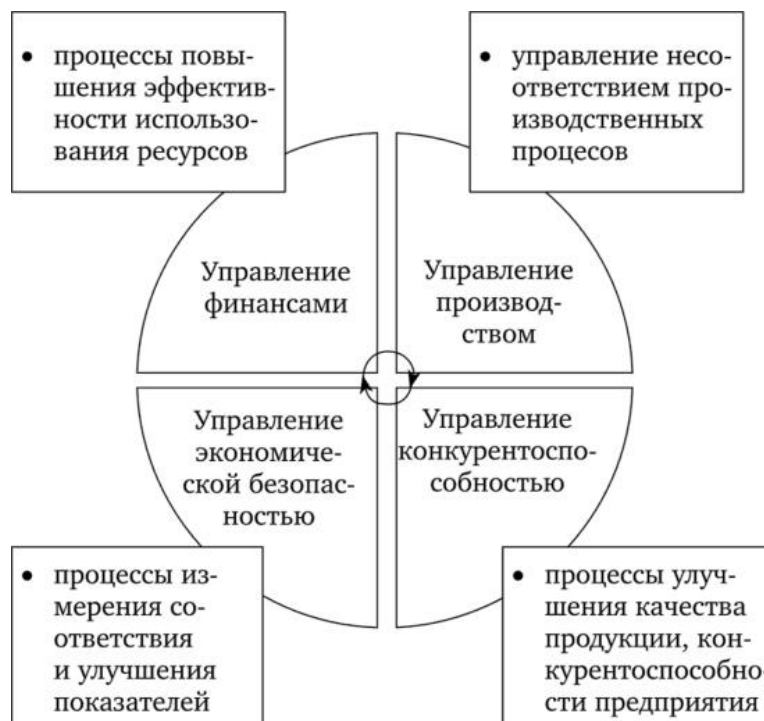 • процессы повы-
шения эффектив-
ности использо-
вания ресурсов
• управление несо-
ответствием про-
изводственных
процесов
Управление
финансами
Управление
производ-
ством
Управление
экономиче-
ской безопас-
ностью
Управление
конкурентоспо-
собностью
• процессы из-
мерения со-
ответствия
и улучшения
показателей
• процессы улуч-
шения качества
продукции, кон-
курентоспособно-
сти предприятия